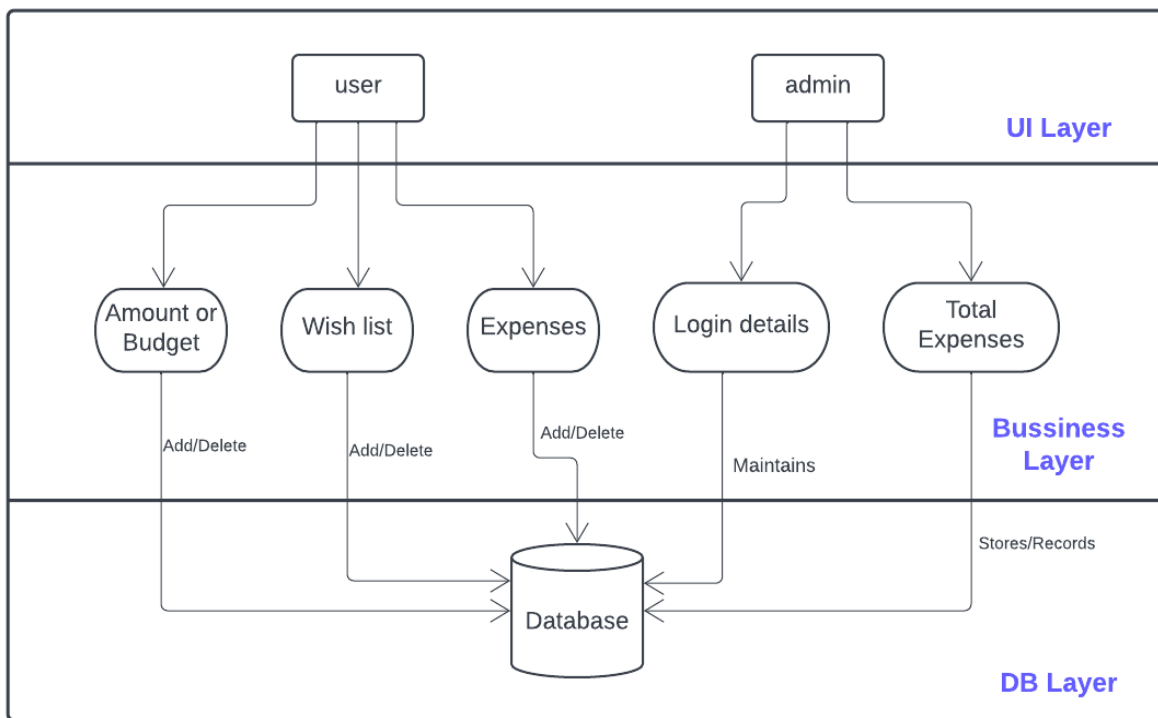 user
admin
UI Layer
Amount or
Budget
Wish list
Expenses
Login details
Total
Expenses
Add/Delete
Add/Delete
Add/Delete
Maintains
Bussiness
Layer
Stores/Records
Database
DB Layer